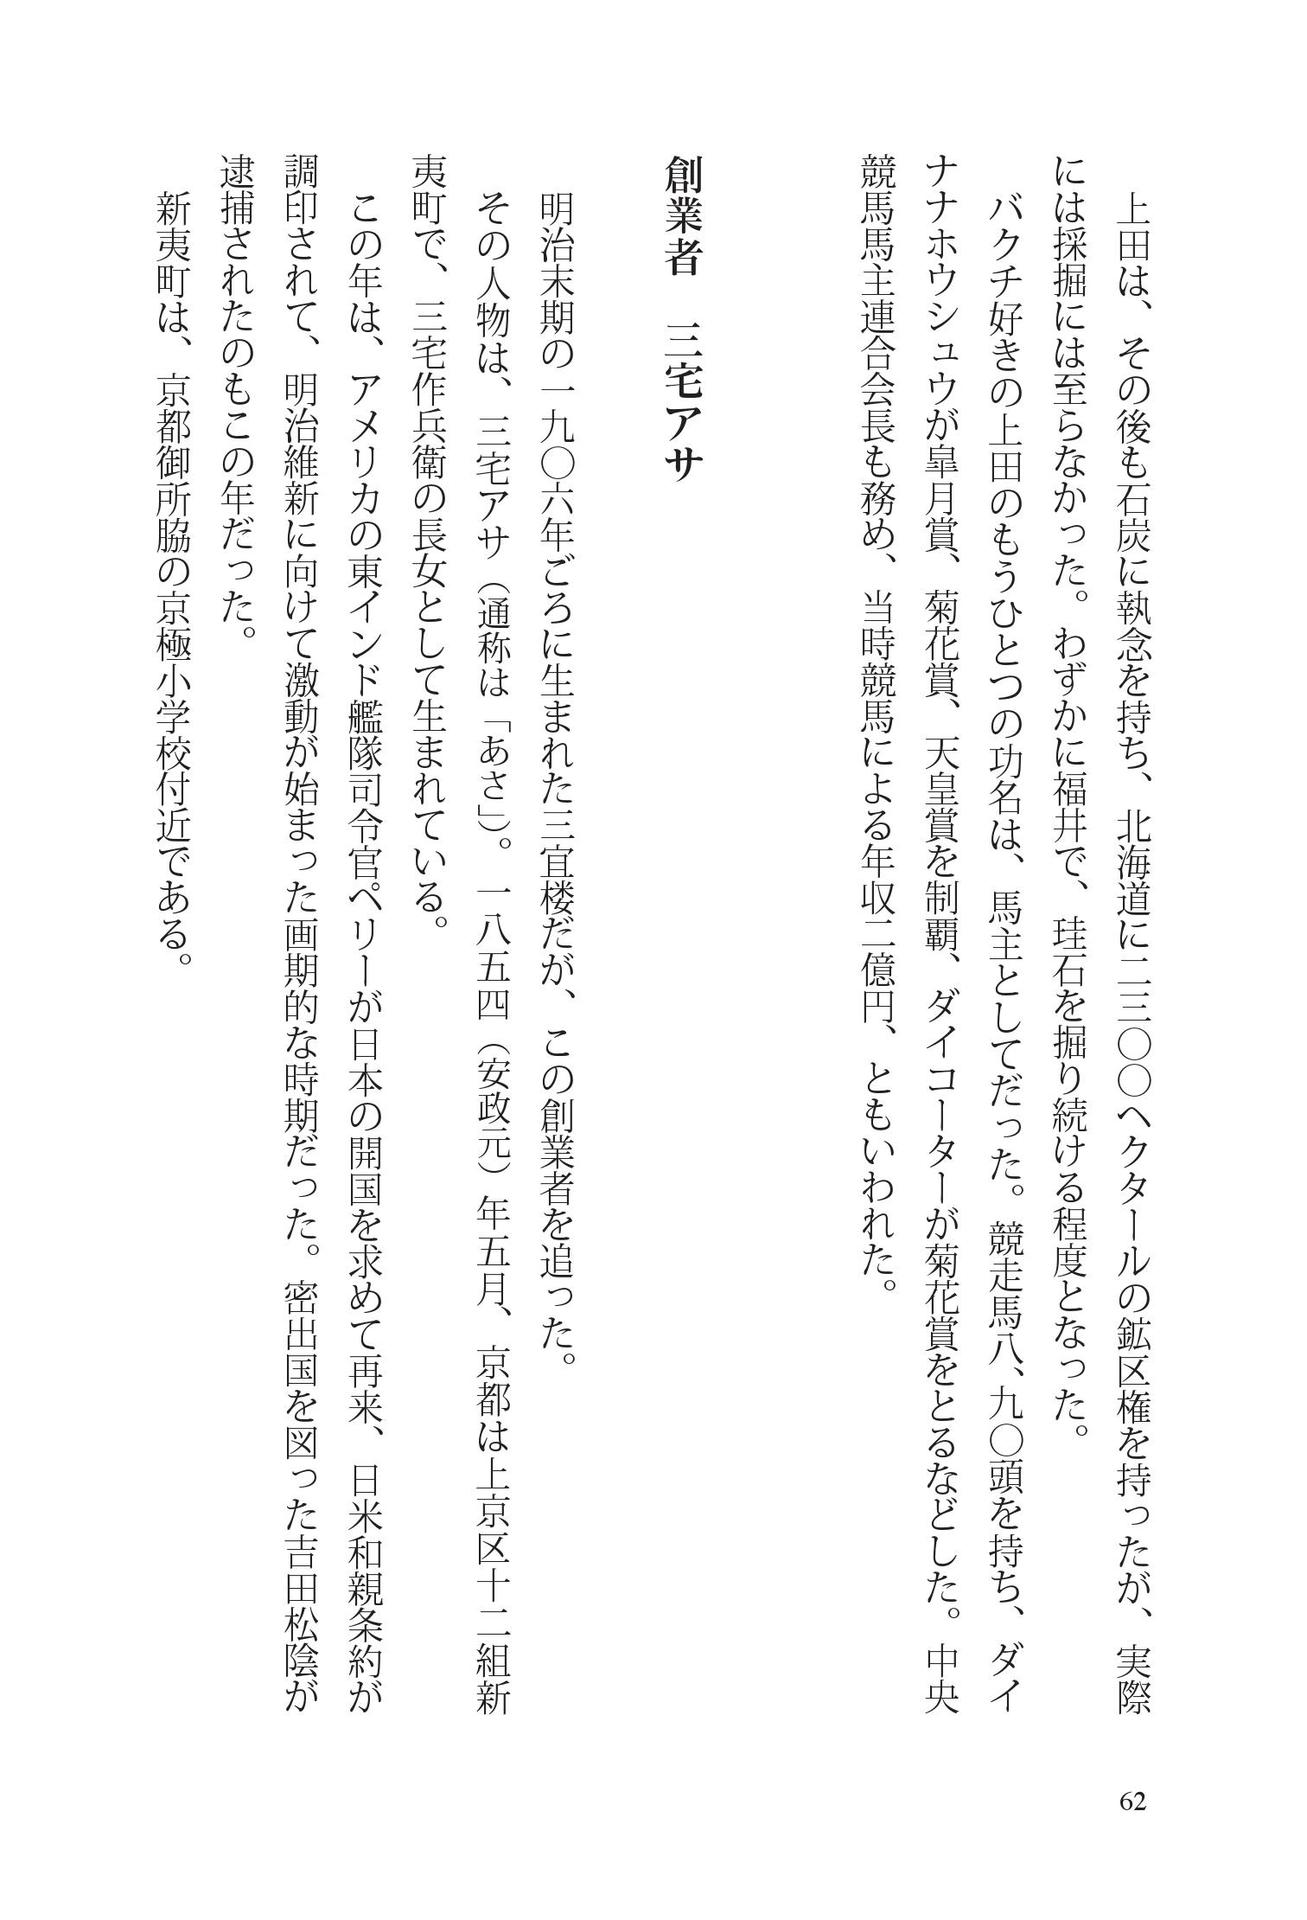 上田は、その後も石炭に執念を持ち、北海道に二三〇〇ヘクタールの鉱区権を持ったが、実際
には採掘には至らなかった。わずかに福井で、珪石を掘り続ける程度となった。
バクチ好きの上田のもうひとつの功名は、馬主としてだった。競走馬八、九〇頭を持ち、ダイ
ナナホウシュウが皐月賞、菊花賞、天皇賞を制覇、ダイコーターが菊花賞をとるなどした。中央
競馬馬主連合会長も務め、当時競馬による年収二億円、ともいわれた。
創業者　三宅アサ
明治末期の一九〇六年ごろに生まれた三宜楼だが、この創業者を追った。
その人物は、三宅アサ（通称は「あさ」）。一八五四（安政元）年五月、京都は上京区十二組新
夷町で、三宅作兵衛の長女として生まれている。
この年は、アメリカの東インド艦隊司令官ペリーが日本の開国を求めて再来、日米和親条約が
調印されて、明治維新に向けて激動が始まった画期的な時期だった。密出国を図った吉田松陰が
逮捕されたのもこの年だった。
新夷町は、京都御所脇の京極小学校付近である。
62